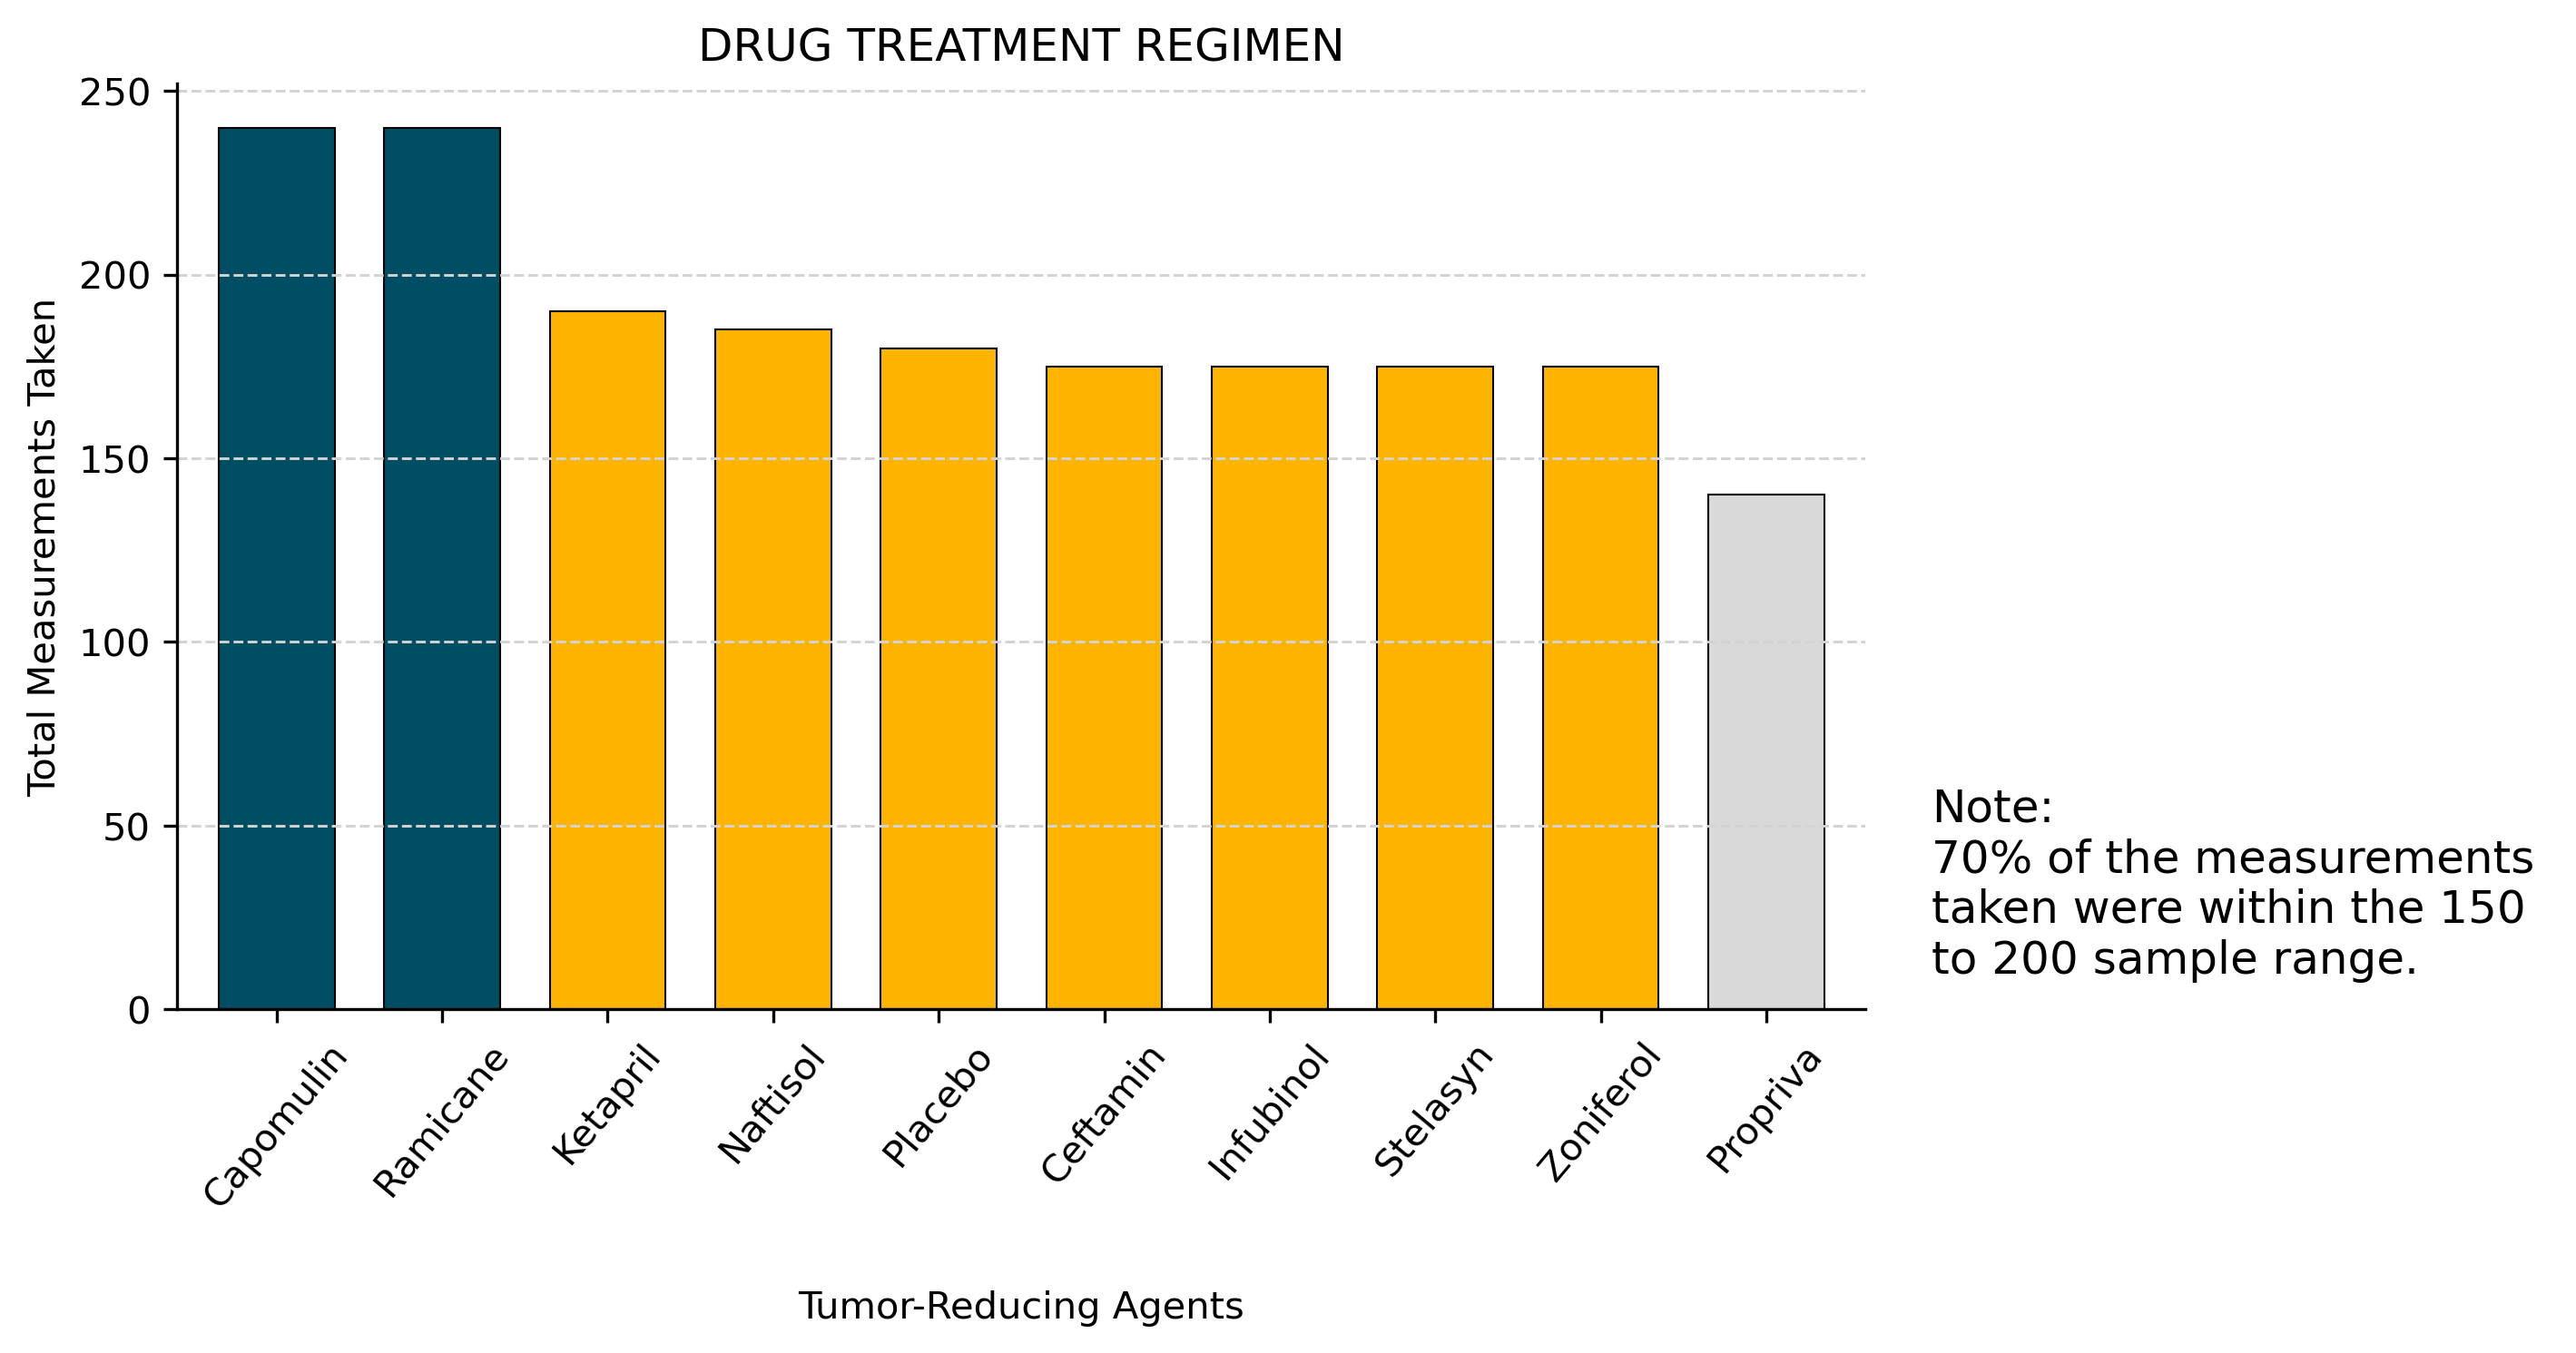 DRUG TREATMENT REGIMEN
Total Measurements Taken
250
200
150
100
50
0
Capomulin
Ramicane
Ketapril
Naftisol
Placebo
Ceftamin
Infubinol
Stelasyn
Zoniferol
Propriva
Tumor-Reducing Agents
Note:
70% of the measurements
taken were within the 150
to 200 sample range.